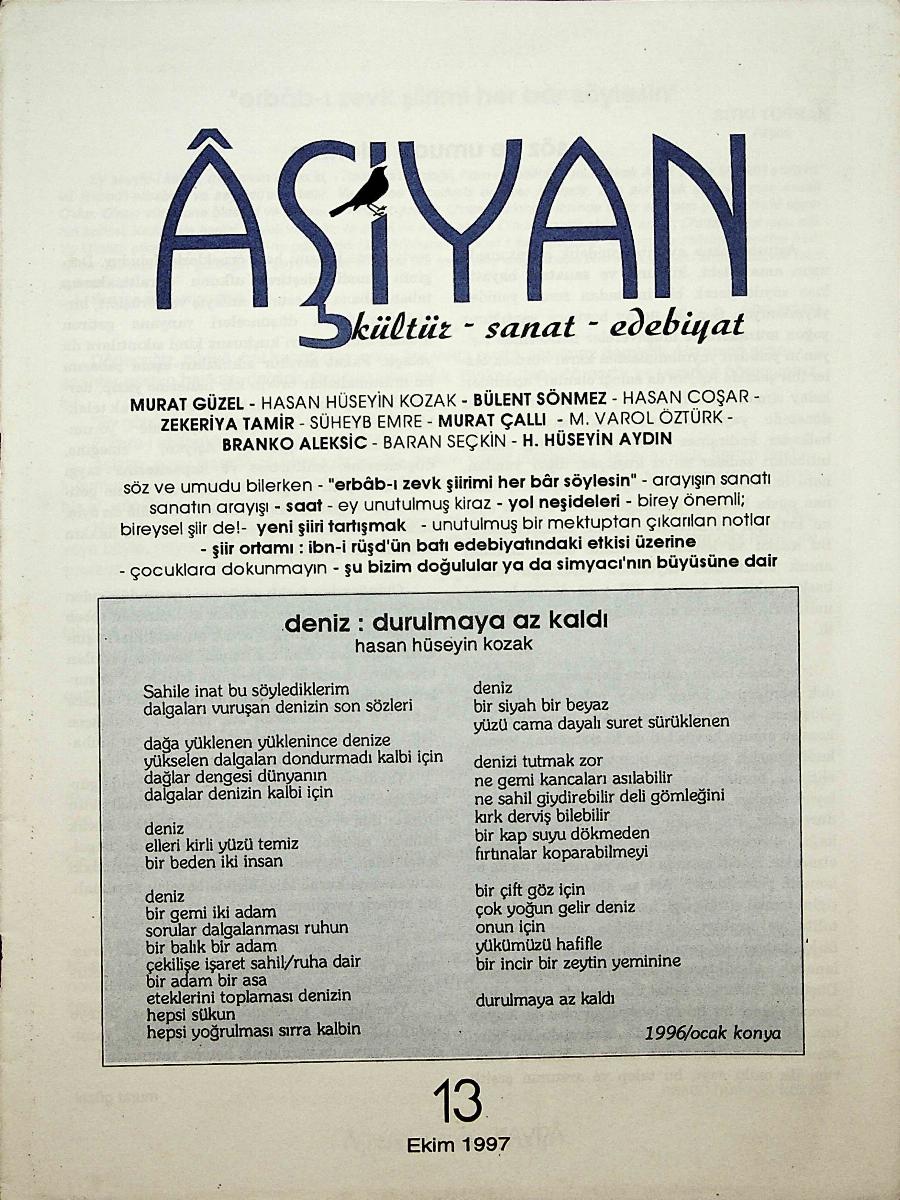 ÂŞİYAN
kültür - sanat - edebiyat
MURAT GÜZEL - HASAN HÜSEYİN KOZAK - BÜLENT SÖNMEZ - HASAN COŞAR -
ZEKERİYA TAMİR - SÜHEYB EMRE - MURAT ÇALLI - M. VAROL ÖZTÜRK -
BRANKO ALEKSİC - BARAN SEÇKİN - H. HÜSEYİN AYDIN
söz ve umudu bilerken - "erbâb-ı zevk şiirimi her bâr söylesin" - arayışın sanatı
sanatın arayışı - saat - ey unutulmuş kiraz - yol neşideleri - birey önemli;
bireysel şiir de!- yeni şiiri tartışmak - unutulmuş bir mektuptan çıkarılan notlar
- şiir ortamı : ibn-i rüşd'ün batı edebiyatındaki etkisi üzerine
- çocuklara dokunmayın - şu bizim doğulular ya da simyacı'nın büyüsüne dair
deniz : durulmaya az kaldı
hasan hüseyin kozak
Sahile inat bu söylediklerim
dalgaları vuruşan denizin son sözleri
dağa yüklenen yüklenince denize
yükselen dalgaları dondurmadı kalbi için
dağlar dengesi dünyanın
dalgalar denizin kalbi için
deniz
elleri kirli yüzü temiz
bir beden iki insan
deniz
bir gemi iki adam
sorular dalgalanması ruhun
bir balık bir adam
çekilişe işaret sahil/ruha dair
bir adam bir asa
eteklerini toplaması denizin
hepsi sükun
hepsi yoğrulması sırra kalbin
deniz
bir siyah bir beyaz
yüzü cama dayalı suret sürüklenen
denizi tutmak zor
ne gemi kancaları asılabilir
ne sahil giydirebilir deli gömleğini
kırk derviş bilebilir
bir kap suyu dökmeden
fırtınalar koparabilmeyi
bir çift göz için
çok yoğun gelir deniz
onun için
yükümüzü hafifle
bir incir bir zeytin yeminine
durulmaya az kaldı
1996/ocak konya
13
Ekim 1997